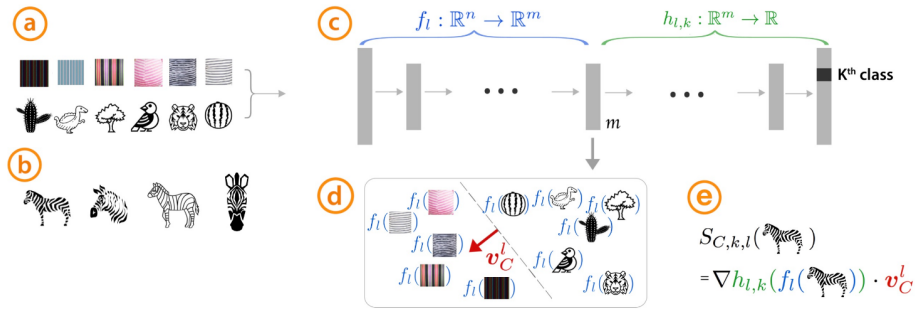 a
b
c
f_l : ℝ^n → ℝ^m
h_{l,k} : ℝ^m → ℝ
K^th class
m
d
f_l( )
f_l( )
f_l( )
f_l( )
f_l( )
f_l( )
f_l( )
f_l( )
f_l( )
f_l( )
f_l( )
v_C^l
e
S_{C,k,l}( )
= ∇h_{l,k}(f_l( )) · v_C^l